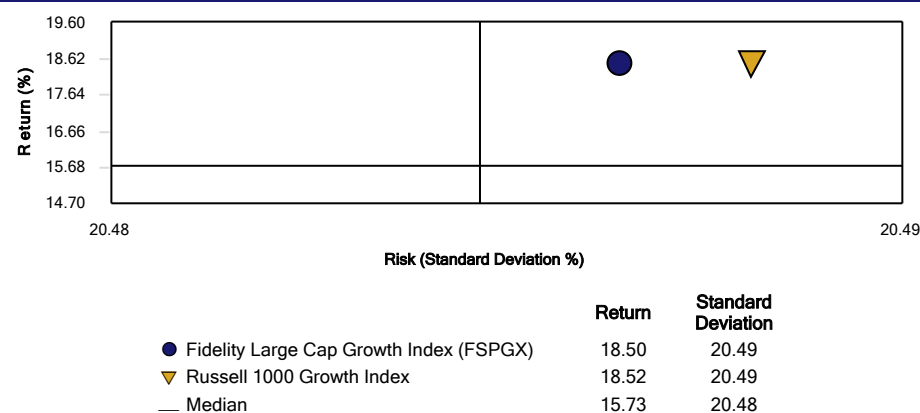 19.60
18.62
17.64
16.66
15.68
14.70
Return (%)
20.48 20.49
Risk (Standard Deviation %)
Return Standard Deviation
Fidelity Large Cap Growth Index (FSPGX) 18.50 20.49
Russell 1000 Growth Index 18.52 20.49
Median 15.73 20.48